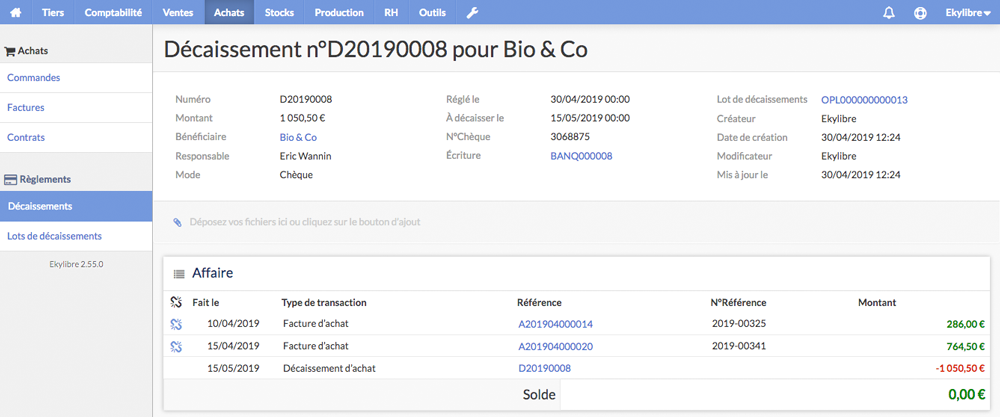 Tiers Comptabilité Ventes Achats Stocks Production RH Outils Ekylibre
Décaissement n°D20190008 pour Bio & Co
Achats
Commandes
Factures
Contrats
Règlements
Décaissements
Lots de décaissements
Ekylibre 2.55.0
Numéro D20190008
Montant 1 050,50 €
Bénéficiaire Bio & Co
Responsable Eric Wannin
Mode Chèque
Réglé le 30/04/2019 00:00
À décaisser le 15/05/2019 00:00
N°Chèque 3068875
Écriture BANQ000008
Lot de décaissements OPL000000000013
Créateur Ekylibre
Date de création 30/04/2019 12:24
Modificateur Ekylibre
Mis à jour le 30/04/2019 12:24
Déposez vos fichiers ici ou cliquez sur le bouton d'ajout
Affaire
Fait le Type de transaction Référence N°Référence Montant
10/04/2019 Facture d'achat A201904000014 2019-00325 286,00 €
15/04/2019 Facture d'achat A201904000020 2019-00341 764,50 €
15/05/2019 Décaissement d'achat D20190008 -1 050,50 €
Solde 0,00 €